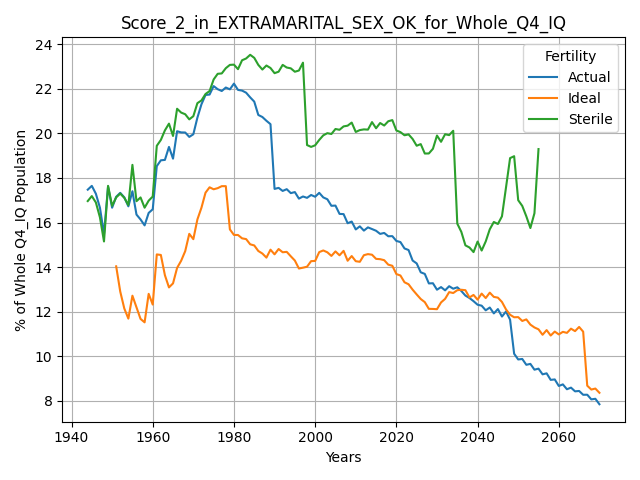 Score_2_in_EXTRAMARITAL_SEX_OK_for_Whole_Q4_IQ
Fertility
Actual
Ideal
Sterile
% of Whole Q4_IQ Population
24
22
20
18
16
14
12
10
8
1940
1960
1980
2000
2020
2040
2060
Years